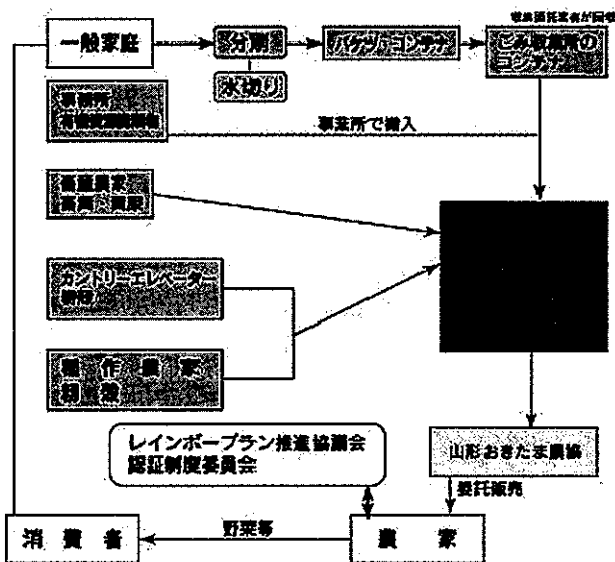 一般家庭
分別
水切り
バケツ・コンテナ
ごみ収集所の
コンテナ
事業所で搬入
畜産農家
カントリーエレベーター
稲作農家
籾殻
レインボープラン推進協議会
認証制度委員会
山形おきたま農協
委託販売
農家
野菜等
消費者